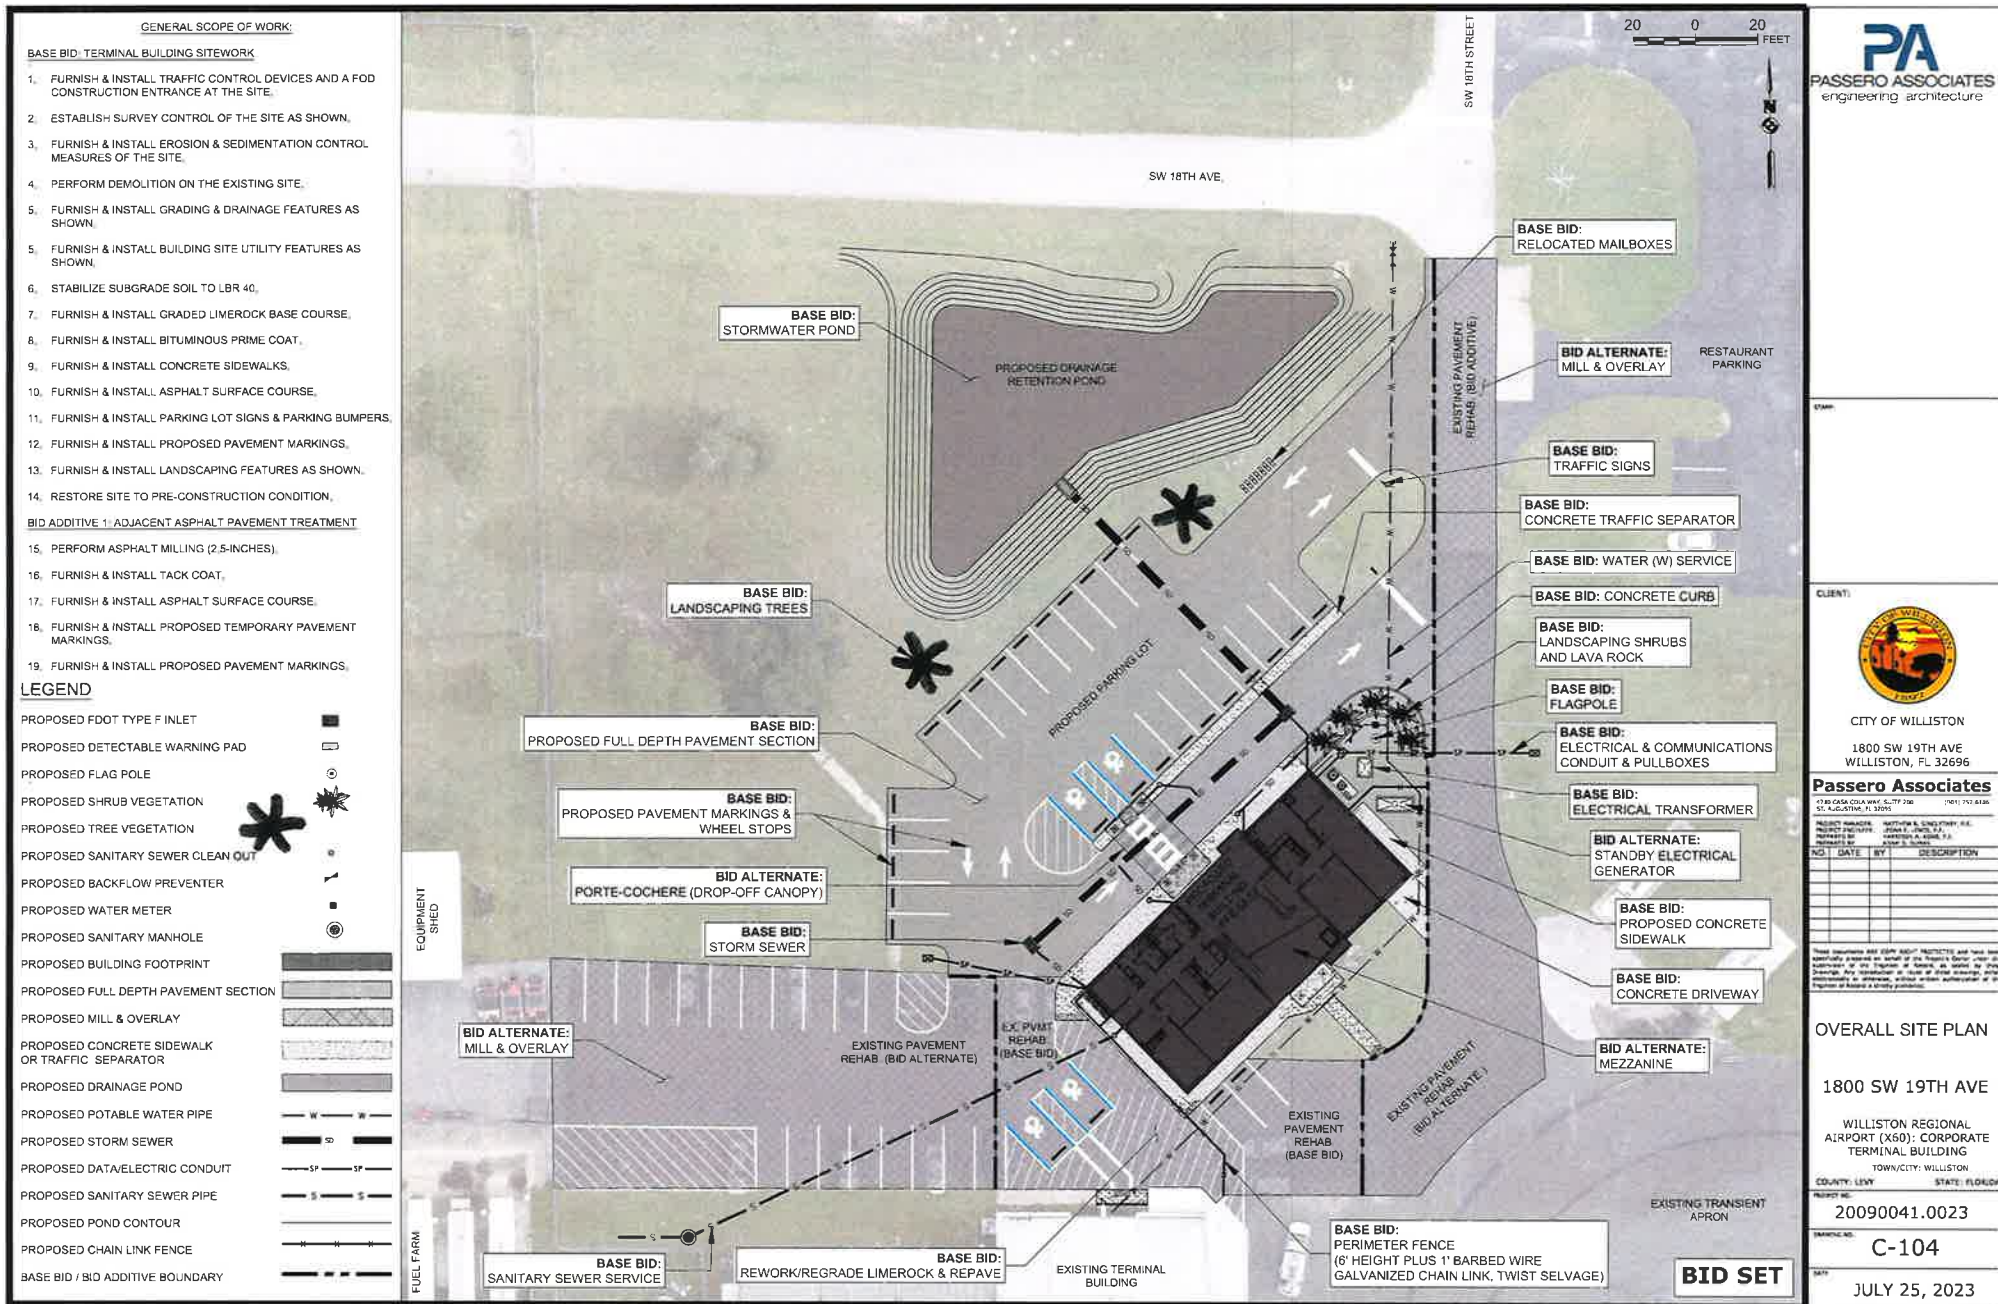 GENERAL SCOPE OF WORK:
BASE BID: TERMINAL BUILDING SITEWORK
1. FURNISH & INSTALL TRAFFIC CONTROL DEVICES AND A FOD
CONSTRUCTION ENTRANCE AT THE SITE.
2. ESTABLISH SURVEY CONTROL OF THE SITE AS SHOWN.
3. FURNISH & INSTALL EROSION & SEDIMENTATION CONTROL
MEASURES OF THE SITE.
4. PERFORM DEMOLITION ON THE EXISTING SITE.
5. FURNISH & INSTALL GRADING & DRAINAGE FEATURES AS
SHOWN.
5. FURNISH & INSTALL BUILDING SITE UTILITY FEATURES AS
SHOWN.
6. STABILIZE SUBGRADE SOIL TO LBR 40.
7. FURNISH & INSTALL GRADED LIMEROCK BASE COURSE.
8. FURNISH & INSTALL BITUMINOUS PRIME COAT.
9. FURNISH & INSTALL CONCRETE SIDEWALKS.
10. FURNISH & INSTALL ASPHALT SURFACE COURSE.
11. FURNISH & INSTALL PARKING LOT SIGNS & PARKING BUMPERS.
12. FURNISH & INSTALL PROPOSED PAVEMENT MARKINGS.
13. FURNISH & INSTALL LANDSCAPING FEATURES AS SHOWN.
14. RESTORE SITE TO PRE-CONSTRUCTION CONDITION.
BID ADDITIVE 1: ADJACENT ASPHALT PAVEMENT TREATMENT
15. PERFORM ASPHALT MILLING (2.5-INCHES).
16. FURNISH & INSTALL TACK COAT.
17. FURNISH & INSTALL ASPHALT SURFACE COURSE.
18. FURNISH & INSTALL PROPOSED TEMPORARY PAVEMENT
MARKINGS.
19. FURNISH & INSTALL PROPOSED PAVEMENT MARKINGS.
LEGEND
PROPOSED FDOT TYPE F INLET
PROPOSED DETECTABLE WARNING PAD
PROPOSED FLAG POLE
PROPOSED SHRUB VEGETATION
PROPOSED TREE VEGETATION
PROPOSED SANITARY SEWER CLEAN OUT
PROPOSED BACKFLOW PREVENTER
PROPOSED WATER METER
PROPOSED SANITARY MANHOLE
PROPOSED BUILDING FOOTPRINT
PROPOSED FULL DEPTH PAVEMENT SECTION
PROPOSED MILL & OVERLAY
PROPOSED CONCRETE SIDEWALK
OR TRAFFIC SEPARATOR
PROPOSED DRAINAGE POND
PROPOSED POTABLE WATER PIPE W W
PROPOSED STORM SEWER SD
PROPOSED DATA/ELECTRIC CONDUIT SP SP
PROPOSED SANITARY SEWER PIPE S S
PROPOSED POND CONTOUR
PROPOSED CHAIN LINK FENCE
BASE BID / BID ADDITIVE BOUNDARY
20 0 20
FEET
N
SW 18TH STREET
SW 18TH AVE.
BASE BID:
RELOCATED MAILBOXES
BASE BID:
STORMWATER POND
PROPOSED DRAINAGE
RETENTION POND
EXISTING PAVEMENT
REHAB. (BID ADDITIVE)
BID ALTERNATE:
MILL & OVERLAY
RESTAURANT
PARKING
BASE BID:
TRAFFIC SIGNS
BASE BID:
CONCRETE TRAFFIC SEPARATOR
BASE BID: WATER (W) SERVICE
BASE BID: CONCRETE CURB
BASE BID:
LANDSCAPING TREES
BASE BID:
LANDSCAPING SHRUBS
AND LAVA ROCK
PROPOSED PARKING LOT
BASE BID:
FLAGPOLE
BASE BID:
PROPOSED FULL DEPTH PAVEMENT SECTION
BASE BID:
ELECTRICAL & COMMUNICATIONS
CONDUIT & PULLBOXES
BASE BID:
PROPOSED PAVEMENT MARKINGS &
WHEEL STOPS
BASE BID:
ELECTRICAL TRANSFORMER
BID ALTERNATE:
STANDBY ELECTRICAL
GENERATOR
BID ALTERNATE:
PORTE-COCHERE (DROP-OFF CANOPY)
EQUIPMENT
SHED
BASE BID:
PROPOSED CONCRETE
SIDEWALK
BASE BID:
STORM SEWER
BASE BID:
CONCRETE DRIVEWAY
BID ALTERNATE:
MILL & OVERLAY
EXISTING PAVEMENT
REHAB. (BID ALTERNATE)
EX. PVMT
REHAB.
(BASE BID)
BID ALTERNATE:
MEZZANINE
EXISTING PAVEMENT
REHAB.
(BID ALTERNATE.)
EXISTING
PAVEMENT
REHAB
(BASE BID)
EXISTING TRANSIENT
APRON
FUEL FARM
BASE BID:
SANITARY SEWER SERVICE
BASE BID:
REWORK/REGRADE LIMEROCK & REPAVE
EXISTING TERMINAL
BUILDING
BASE BID:
PERIMETER FENCE
(6' HEIGHT PLUS 1' BARBED WIRE
GALVANIZED CHAIN LINK, TWIST SELVAGE)
BID SET
PA
PASSERO ASSOCIATES
engineering architecture
STAMP:
CLIENT:
CITY OF WILLISTON
1897
CITY OF WILLISTON
1800 SW 19TH AVE
WILLISTON, FL 32696
Passero Associates
NO. DATE BY DESCRIPTION
OVERALL SITE PLAN
1800 SW 19TH AVE
WILLISTON REGIONAL
AIRPORT (X60): CORPORATE
TERMINAL BUILDING
TOWN/CITY: WILLISTON
COUNTY: LEVY STATE: FLORIDA
PROJECT NO.
20090041.0023
DRAWING NO.
C-104
DATE
JULY 25, 2023